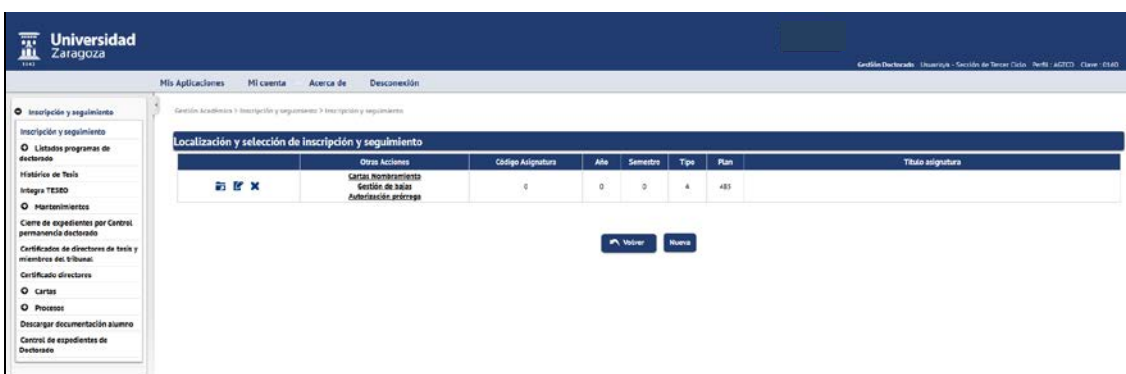 Universidad
Zaragoza
1542
Gestión Doctorado Usuario/a - Sección de Tercer Ciclo Perfil : AGTCD Clave : 0160
Mis Aplicaciones Mi cuenta Acerca de Desconexión
Inscripción y seguimiento
Gestión Académica > Inscripción y seguimiento > Inscripción y seguimiento
Inscripción y seguimiento
Listados programas de
doctorado
Histórico de Tesis
Integra TESEO
Mantenimientos
Cierre de expedientes por Control
permanencia doctorado
Certificados de directores de tesis y
miembros del tribunal
Certificado directores
Cartas
Procesos
Descargar documentación alumno
Control de expedientes de
Doctorado
Localización y selección de inscripción y seguimiento
Otras Acciones Código Asignatura Año Semestre Tipo Plan Título asignatura
Cartas Nombramiento
Gestión de bajas
Autorización prórroga
0 0 0 4 485
Volver Nueva